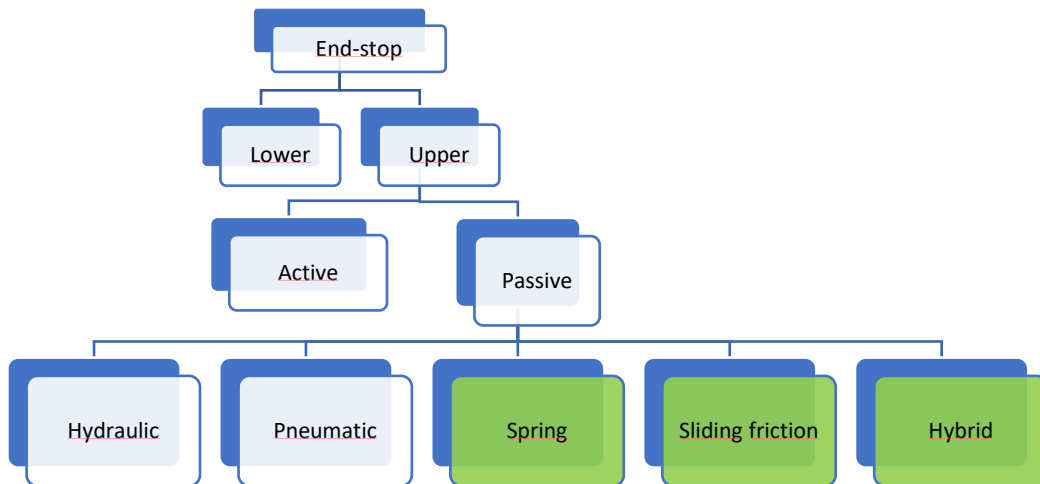 End-stop
Lower
Upper
Active
Passive
Hydraulic
Pneumatic
Spring
Sliding friction
Hybrid